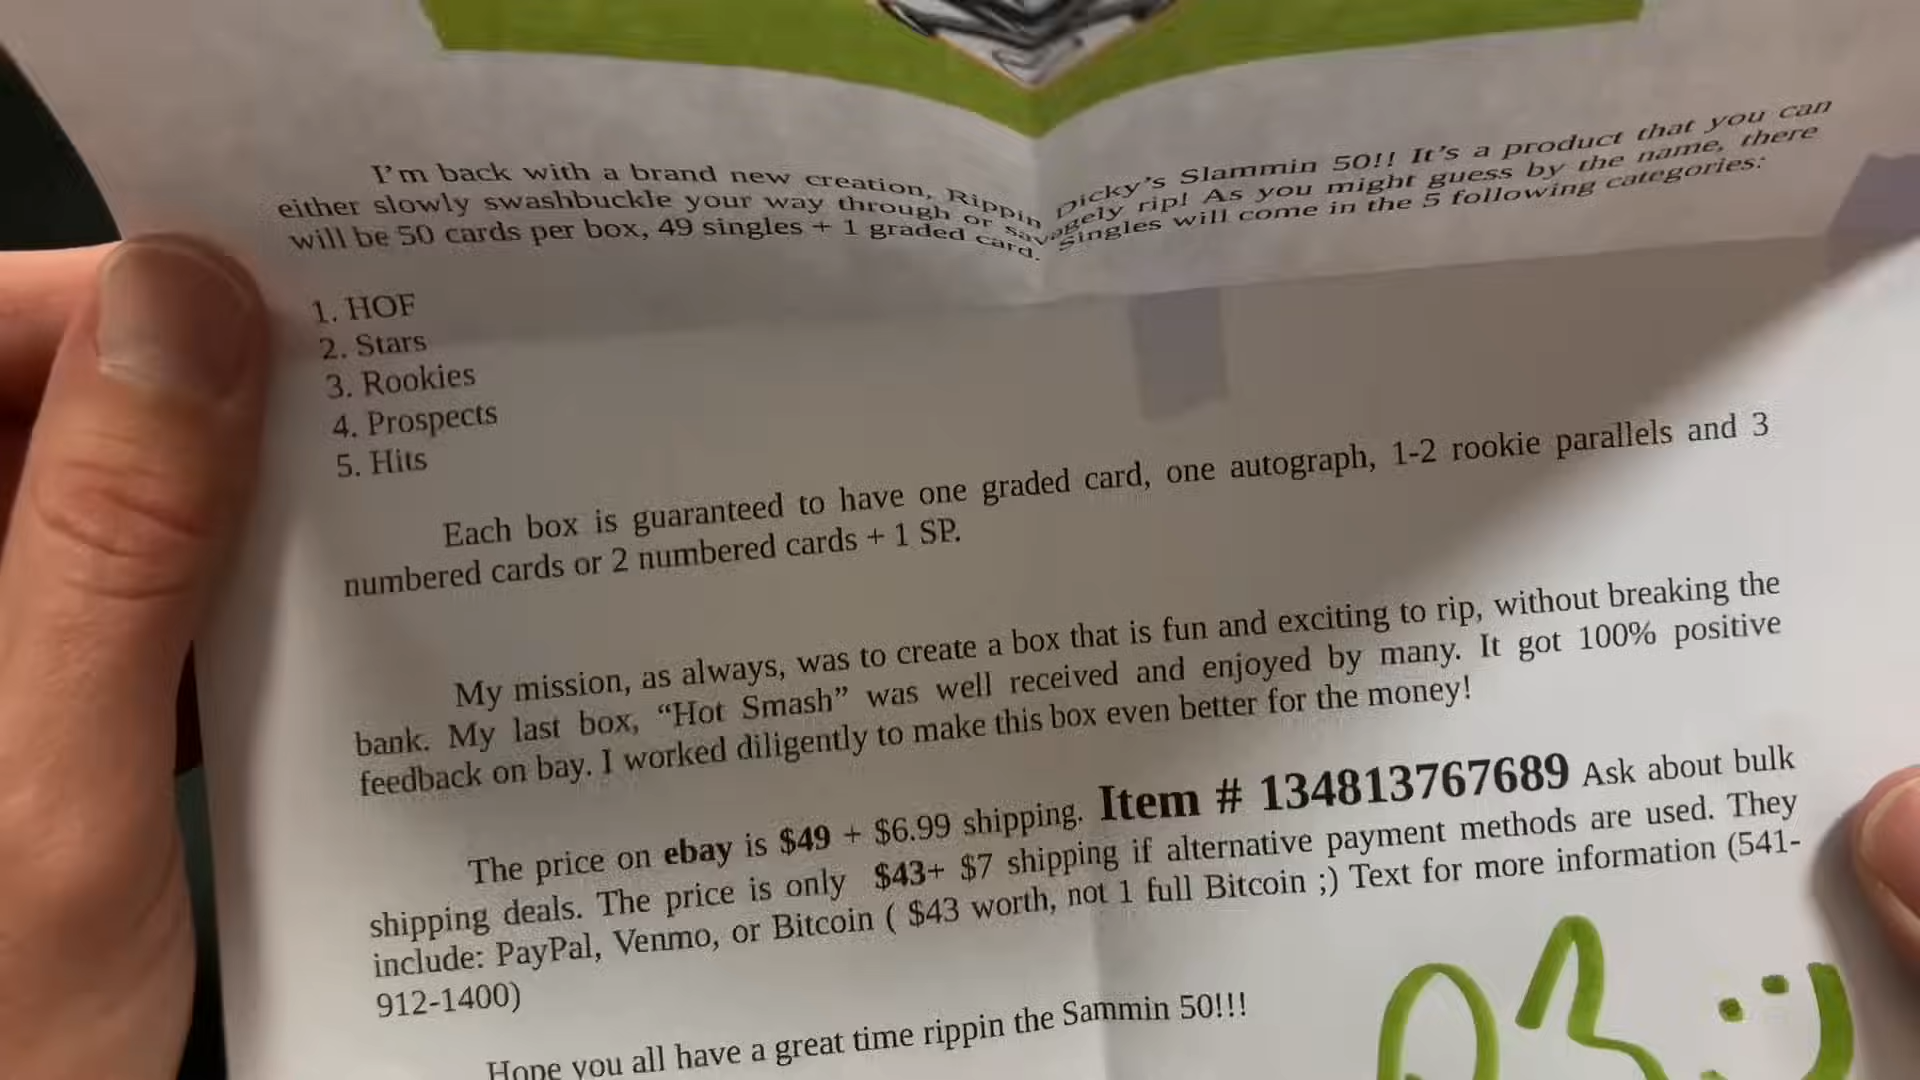 I'm back with a brand new creation, Rippin Dicky's Slammin 50!! It's a product that you can
either slowly swashbuckle your way through or savagely rip! As you might guess by the name, there
will be 50 cards per box, 49 singles + 1 graded card. Singles will come in the 5 following categories:
1. HOF
2. Stars
3. Rookies
4. Prospects
5. Hits
Each box is guaranteed to have one graded card, one autograph, 1-2 rookie parallels and 3
numbered cards or 2 numbered cards + 1 SP.
My mission, as always, was to create a box that is fun and exciting to rip, without breaking the
bank. My last box, “Hot Smash” was well received and enjoyed by many. It got 100% positive
feedback on bay. I worked diligently to make this box even better for the money!
The price on ebay is $49 + $6.99 shipping. Item # 134813767689 Ask about bulk
shipping deals. The price is only $43+ $7 shipping if alternative payment methods are used. They
include: PayPal, Venmo, or Bitcoin ( $43 worth, not 1 full Bitcoin ;) Text for more information (541-
912-1400)
Hope you all have a great time rippin the Sammin 50!!!